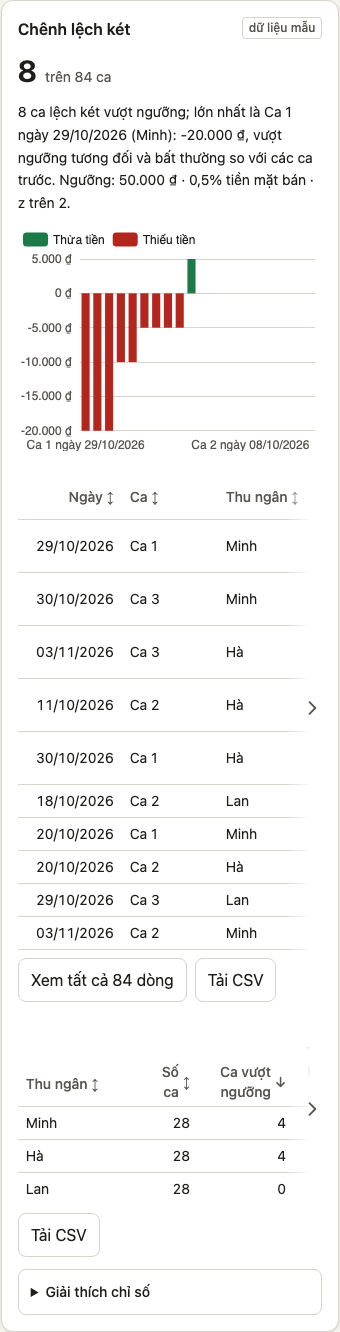 Chênh lệch két
dữ liệu mẫu
8 trên 84 ca
8 ca lệch két vượt ngưỡng; lớn nhất là Ca 1
ngày 29/10/2026 (Minh): -20.000 ₫, vượt
ngưỡng tương đối và bất thường so với các ca
trước. Ngưỡng: 50.000 ₫ · 0,5% tiền mặt bán ·
z trên 2.
Thừa tiền Thiếu tiền
5.000 ₫
0 ₫
-5.000 ₫
-10.000 ₫
-15.000 ₫
-20.000 ₫
Ca 1 ngày 29/10/2026 Ca 2 ngày 08/10/2026
Ngày Ca Thu ngân
29/10/2026 Ca 1 Minh
30/10/2026 Ca 3 Minh
03/11/2026 Ca 3 Hà
11/10/2026 Ca 2 Hà
30/10/2026 Ca 1 Hà
18/10/2026 Ca 2 Lan
20/10/2026 Ca 1 Minh
20/10/2026 Ca 2 Hà
29/10/2026 Ca 3 Lan
03/11/2026 Ca 2 Minh
Xem tất cả 84 dòng Tải CSV
Thu ngân Số ca Ca vượt ngưỡng
Minh 28 4
Hà 28 4
Lan 28 0
Tải CSV
Giải thích chỉ số